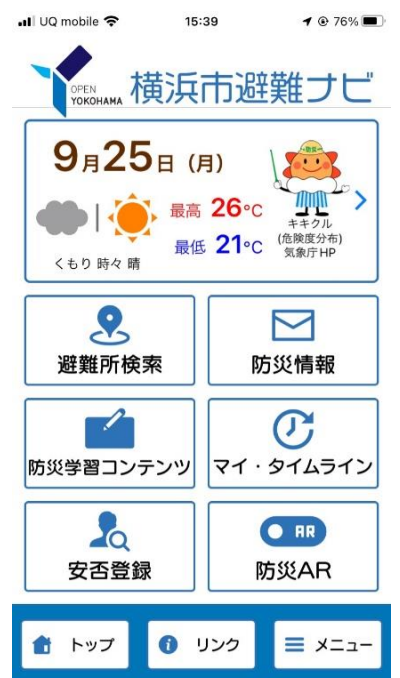 UQ mobile 15:39 76%
OPEN
YOKOHAMA
横浜市避難ナビ
9月25日（月）
最高 26°C
最低 21°C
くもり 時々 晴
キキクル
(危険度分布)
気象庁HP
避難所検索
防災情報
防災学習コンテンツ
マイ・タイムライン
安否登録
AR
防災AR
トップ
リンク
メニュー